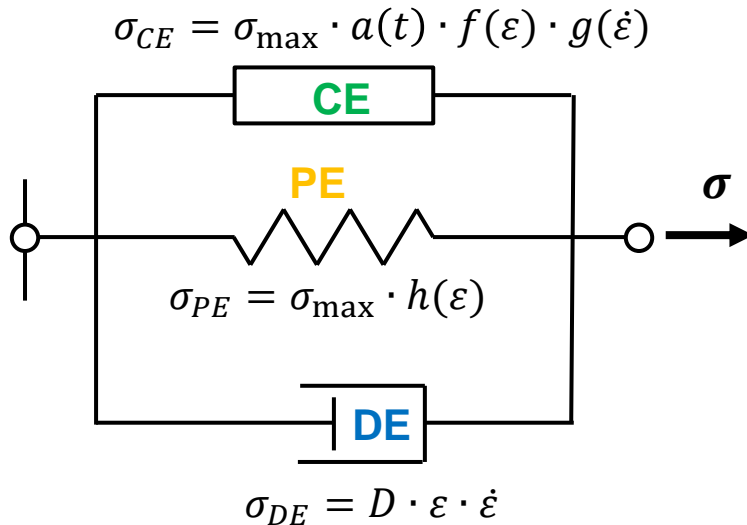 σ_CE = σ_max · a(t) · f(ε) · g(ε̇)
CE
PE
σ
σ_PE = σ_max · h(ε)
DE
σ_DE = D · ε · ε̇